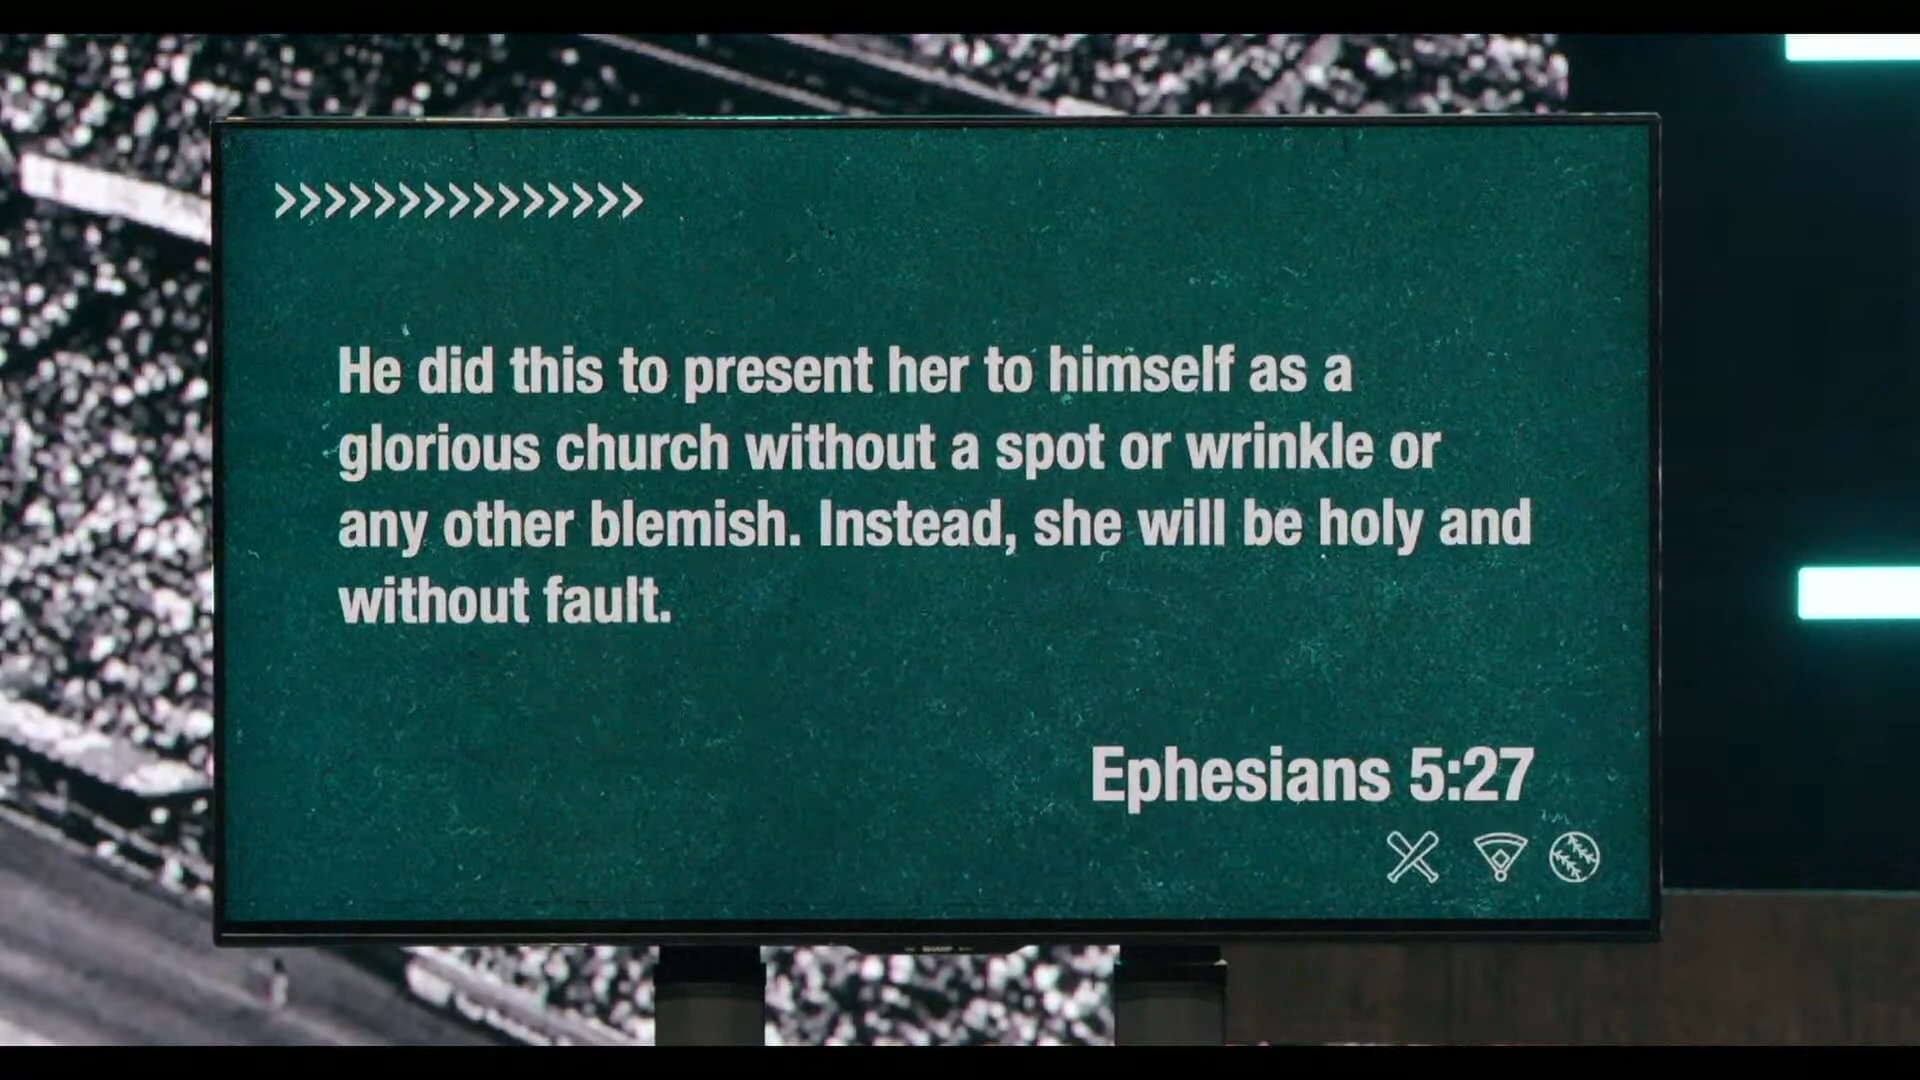 >>>>>>>>>>>>>>>
He did this to present her to himself as a
glorious church without a spot or wrinkle or
any other blemish. Instead, she will be holy and
without fault.
Ephesians 5:27
SHARP